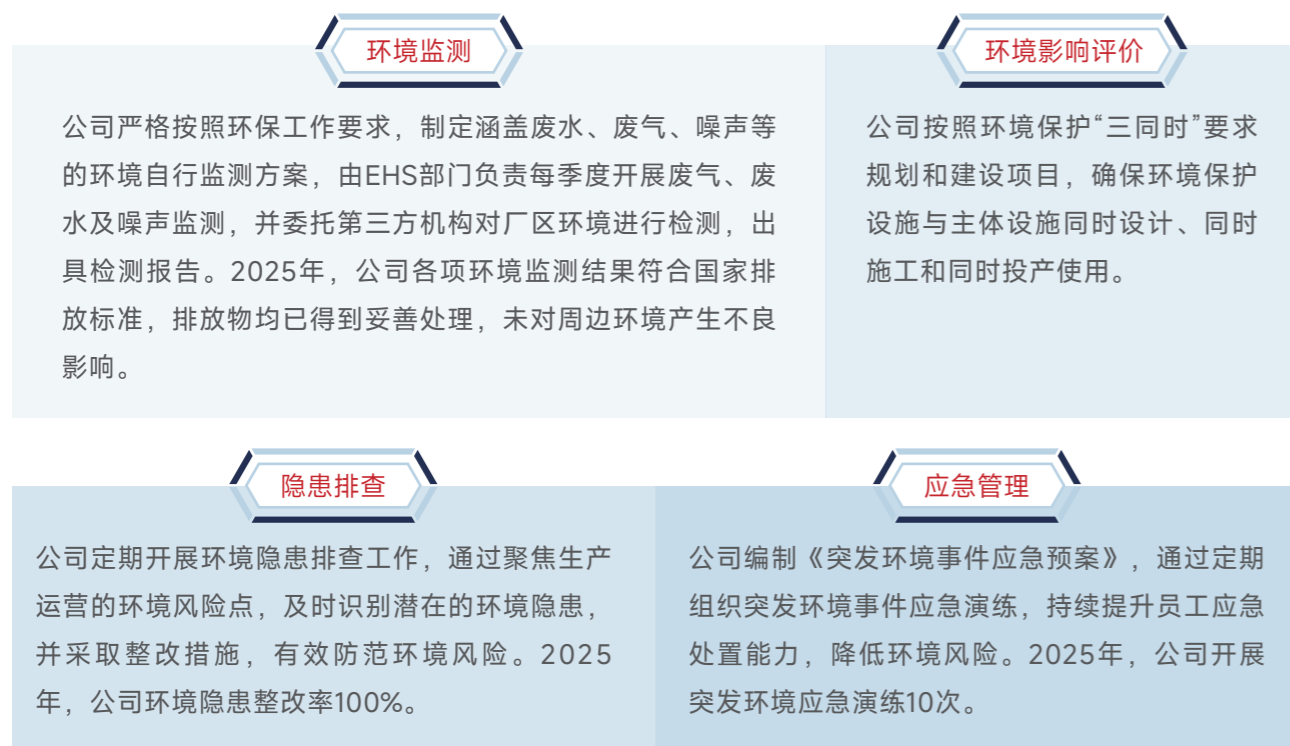 环境监测
公司严格按照环保工作要求，制定涵盖废水、废气、噪声等
的环境自行监测方案，由EHS部门负责每季度开展废气、废
水及噪声监测，并委托第三方机构对厂区环境进行检测，出
具检测报告。2025年，公司各项环境监测结果符合国家排
放标准，排放物均已得到妥善处理，未对周边环境产生不良
影响。
环境影响评价
公司按照环境保护“三同时”要求
规划和建设项目，确保环境保护
设施与主体设施同时设计、同时
施工和同时投产使用。
隐患排查
公司定期开展环境隐患排查工作，通过聚焦生产
运营的环境风险点，及时识别潜在的环境隐患，
并采取整改措施，有效防范环境风险。2025
年，公司环境隐患整改率100%。
应急管理
公司编制《突发环境事件应急预案》，通过定期
组织突发环境事件应急演练，持续提升员工应急
处置能力，降低环境风险。2025年，公司开展
突发环境应急演练10次。